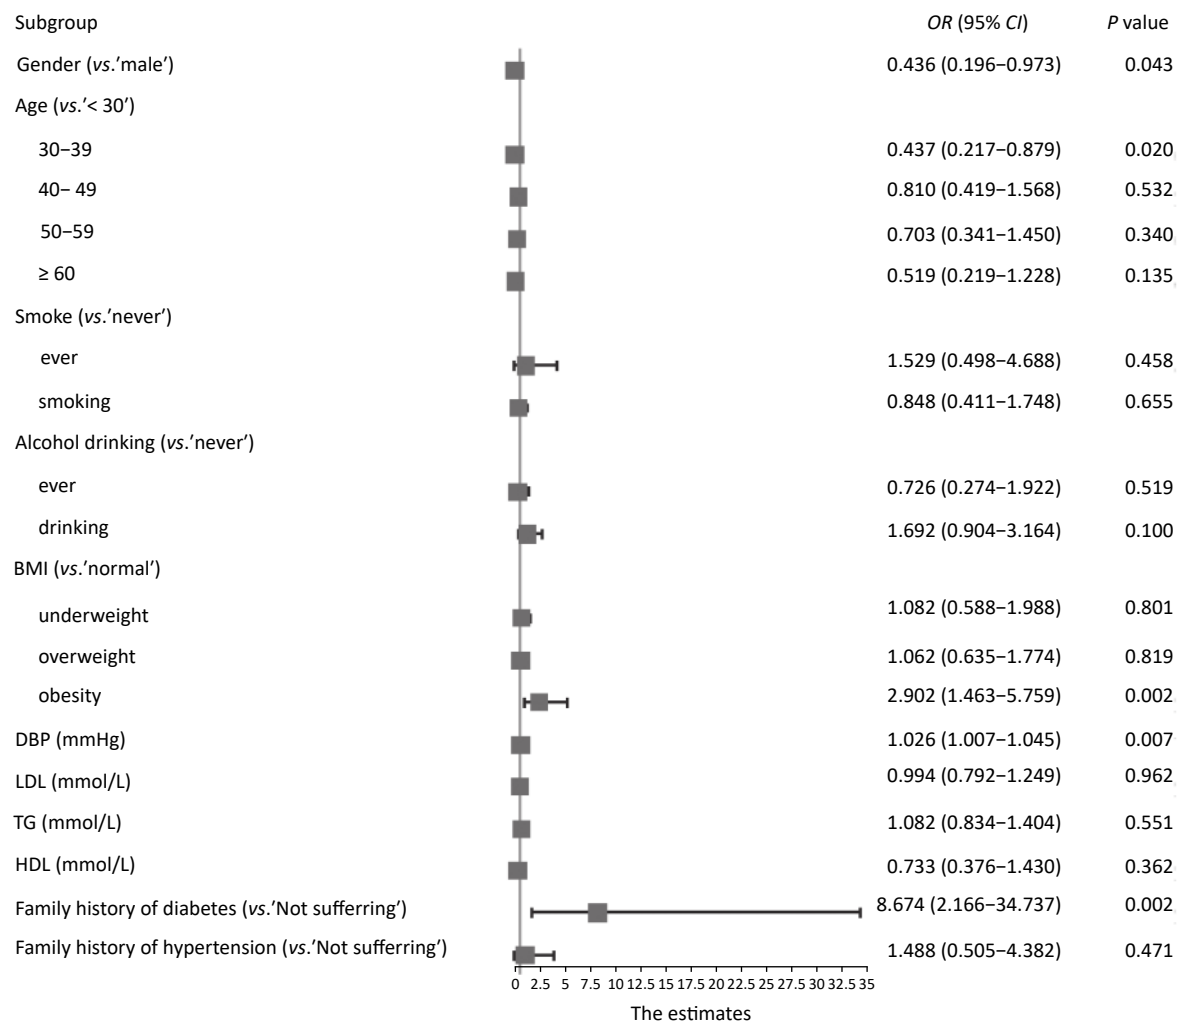 Subgroup OR (95% CI) P value
Gender (vs.'male') 0.436 (0.196−0.973) 0.043
Age (vs.'< 30')
30−39 0.437 (0.217−0.879) 0.020
40− 49 0.810 (0.419−1.568) 0.532
50−59 0.703 (0.341−1.450) 0.340
≥ 60 0.519 (0.219−1.228) 0.135
Smoke (vs.'never')
ever 1.529 (0.498−4.688) 0.458
smoking 0.848 (0.411−1.748) 0.655
Alcohol drinking (vs.'never')
ever 0.726 (0.274−1.922) 0.519
drinking 1.692 (0.904−3.164) 0.100
BMI (vs.'normal')
underweight 1.082 (0.588−1.988) 0.801
overweight 1.062 (0.635−1.774) 0.819
obesity 2.902 (1.463−5.759) 0.002
DBP (mmHg) 1.026 (1.007−1.045) 0.007
LDL (mmol/L) 0.994 (0.792−1.249) 0.962
TG (mmol/L) 1.082 (0.834−1.404) 0.551
HDL (mmol/L) 0.733 (0.376−1.430) 0.362
Family history of diabetes (vs.'Not sufferring') 8.674 (2.166−34.737) 0.002
Family history of hypertension (vs.'Not sufferring') 1.488 (0.505−4.382) 0.471
0 2.5 5 7.5 10 12.5 15 17.5 20 22.5 25 27.5 30 32.5 35
The estimates